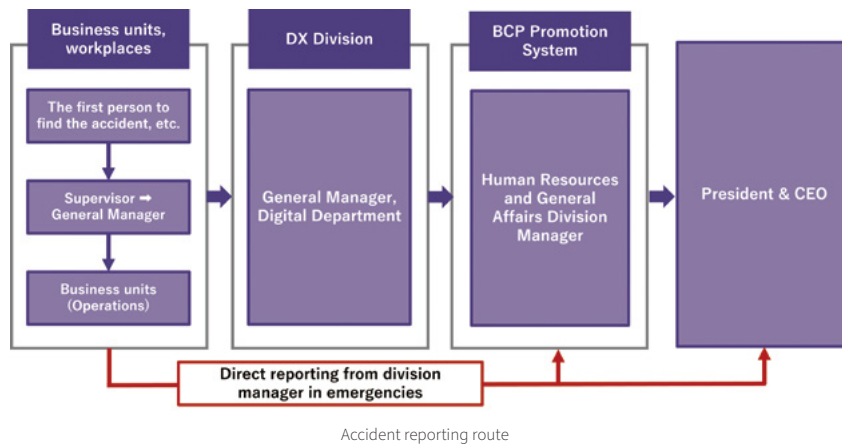 Business units,
workplaces
The first person to
find the accident, etc.
Supervisor ➡
General Manager
Business units
(Operations)
DX Division
General Manager,
Digital Department
BCP Promotion
System
Human Resources
and General
Affairs Division
Manager
President & CEO
Direct reporting from division
manager in emergencies
Accident reporting route